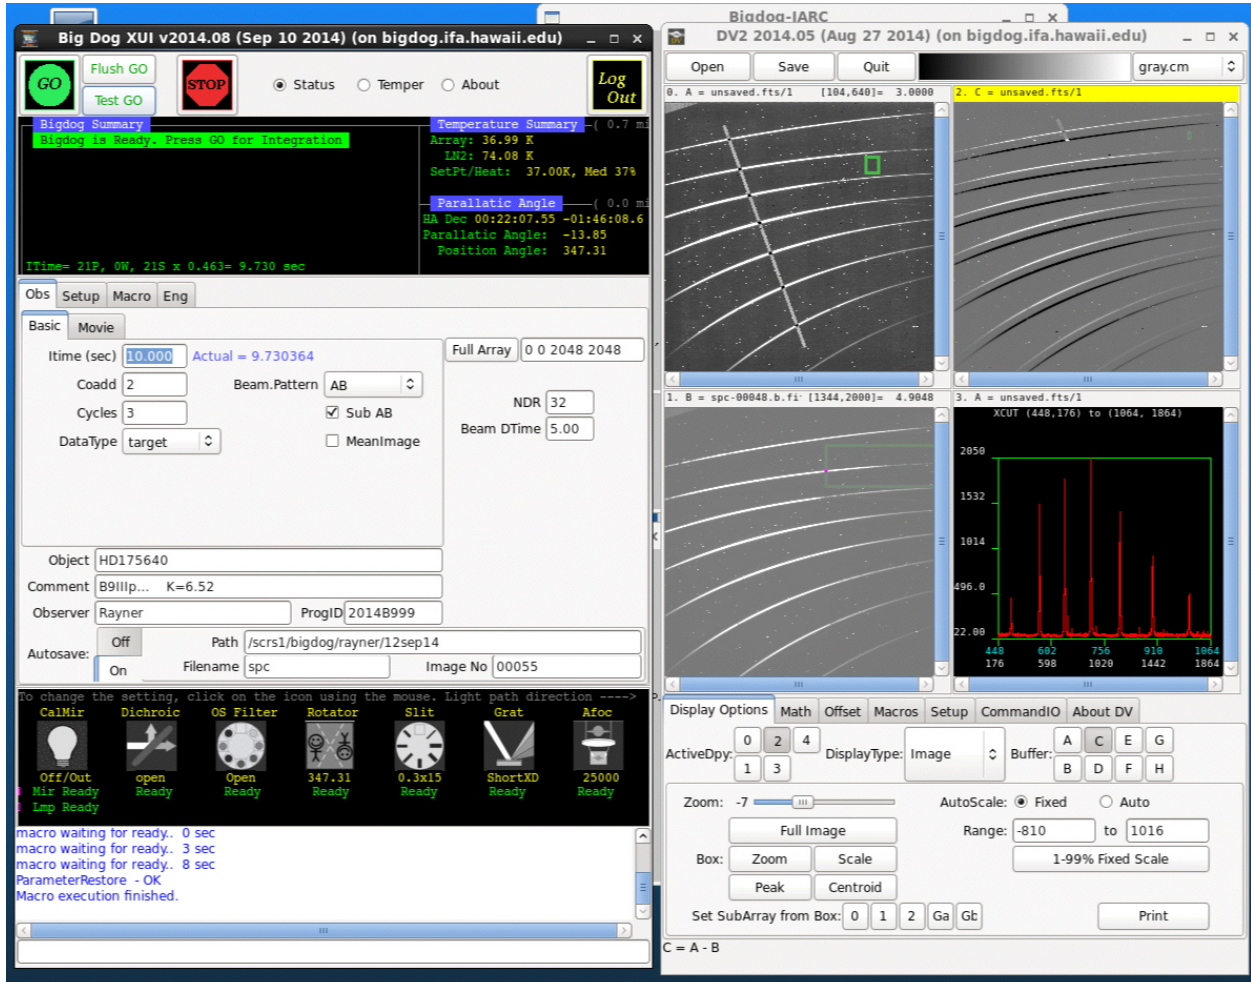 Bigdog-IARC
Big Dog XUI v2014.08 (Sep 10 2014) (on bigdog.ifa.hawaii.edu)
GO
Flush GO
Test GO
STOP
Status
Temper
About
Log Out
Bigdog Summary
Bigdog is Ready. Press GO for Integration
ITime= 21P, 0W, 21S x 0.463= 9.730 sec
Temperature Summary —( 0.7 mi
Array: 36.99 K
LN2: 74.08 K
SetPt/Heat: 37.00K, Med 37%
Parallatic Angle —( 0.0 mi
HA Dec 00:22:07.55 -01:46:08.6
Parallatic Angle: -13.85
Position Angle: 347.31
Obs Setup Macro Eng
Basic Movie
Itime (sec) 10.000 Actual = 9.730364
Full Array 0 0 2048 2048
Coadd 2 Beam.Pattern AB
Cycles 3 Sub AB
NDR 32
DataType target MeanImage
Beam DTime 5.00
Object HD175640
Comment B9IIIp... K=6.52
Observer Rayner ProgID 2014B999
Autosave: Off On
Path /scrs1/bigdog/rayner/12sep14
Filename spc Image No 00055
To change the setting, click on the icon using the mouse. Light path direction ---->
CalMir Dichroic OS Filter Rotator Slit Grat Afoc
Off/Out open Open 347.31 0.3x15 ShortXD 25000
Mir Ready Ready Ready Ready Ready Ready Ready
Lmp Ready
macro waiting for ready.. 0 sec
macro waiting for ready.. 3 sec
macro waiting for ready.. 8 sec
ParameterRestore - OK
Macro execution finished.
DV2 2014.05 (Aug 27 2014) (on bigdog.ifa.hawaii.edu)
Open Save Quit gray.cm
0. A = unsaved.fts/1 [104,640]= 3.0000
2. C = unsaved.fts/1
1. B = spc-00048.b.fi [1344,2000]= 4.9048
3. A = unsaved.fts/1
XCUT (448,176) to (1064, 1864)
2050
1532
1014
496.0
22.00
448 602 756 910 1064
176 598 1020 1442 1864
Display Options Math Offset Macros Setup CommandIO About DV
ActiveDpy: 0 2 4
1 3
DisplayType: Image
Buffer: A C E G
B D F H
Zoom: -7
AutoScale: Fixed Auto
Full Image
Range: -810 to 1016
Box: Zoom Scale
1-99% Fixed Scale
Peak Centroid
Set SubArray from Box: 0 1 2 Ga Gb
Print
C = A - B